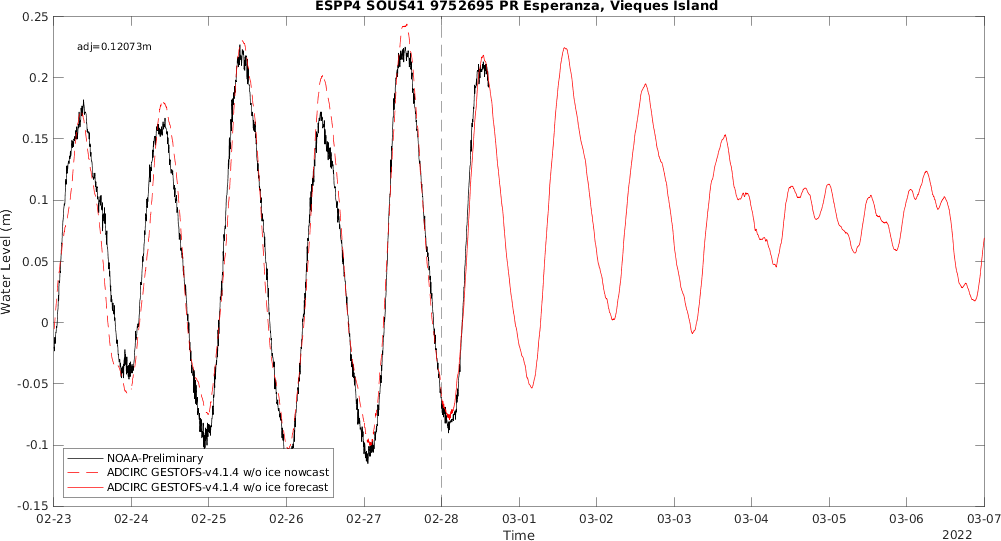 ESPP4 SOUS41 9752695 PR Esperanza, Vieques Island
adj=0.12073m
0.25
0.2
0.15
0.1
0.05
0
-0.05
-0.1
-0.15
Water Level (m)
NOAA-Preliminary
ADCIRC GESTOFS-v4.1.4 w/o ice nowcast
ADCIRC GESTOFS-v4.1.4 w/o ice forecast
02-23 02-24 02-25 02-26 02-27 02-28 03-01 03-02 03-03 03-04 03-05 03-06 03-07
Time
2022